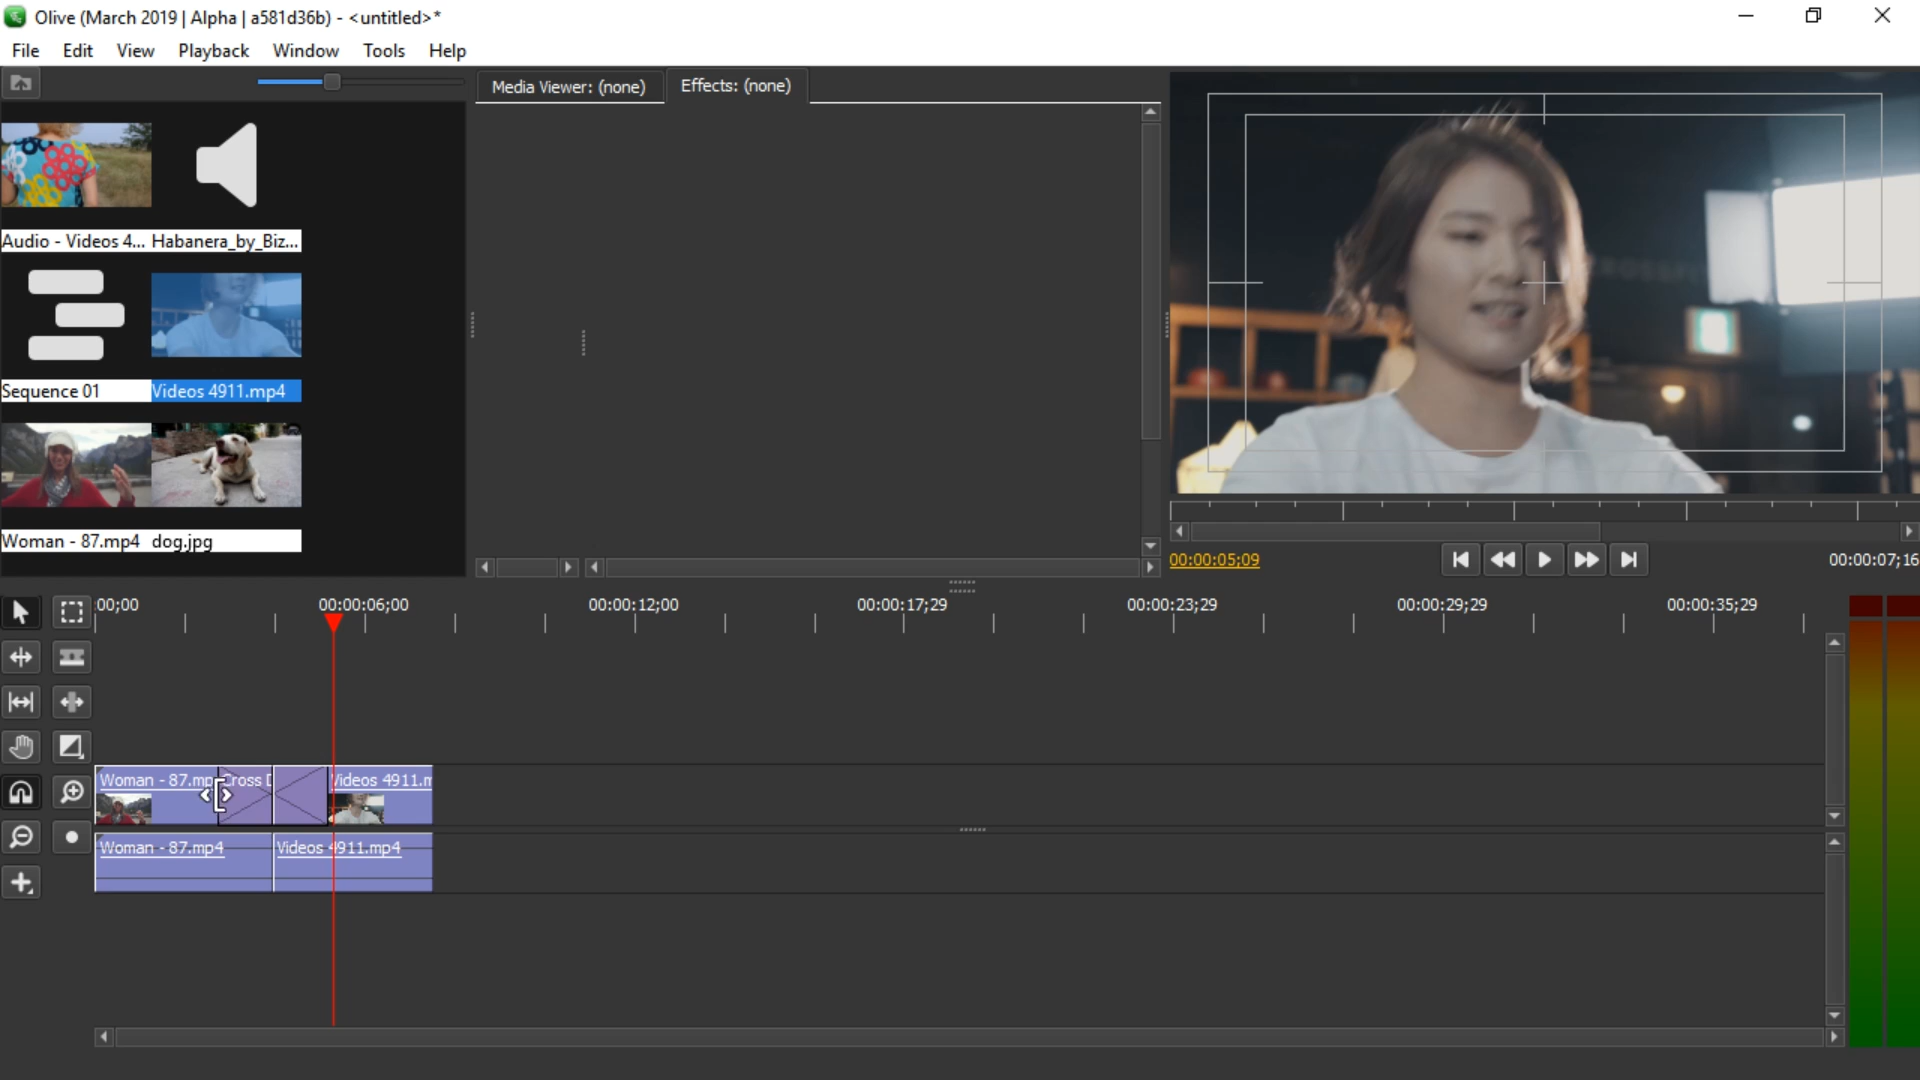 Olive (March 2019 | Alpha | a581d36b) - <untitled>*
File Edit View Playback Window Tools Help
Media Viewer: (none) Effects: (none)
Audio - Videos 4... Habanera_by_Biz...
Sequence 01 Videos 4911.mp4
Woman - 87.mp4 dog.jpg
00:00:05;09 00:00:07;16
:00;00 00:00:06;00 00:00:12;00 00:00:17;29 00:00:23;29 00:00:29;29 00:00:35;29
Woman - 87.mp Cross D Videos 4911.m
Woman - 87.mp4 Videos 4911.mp4